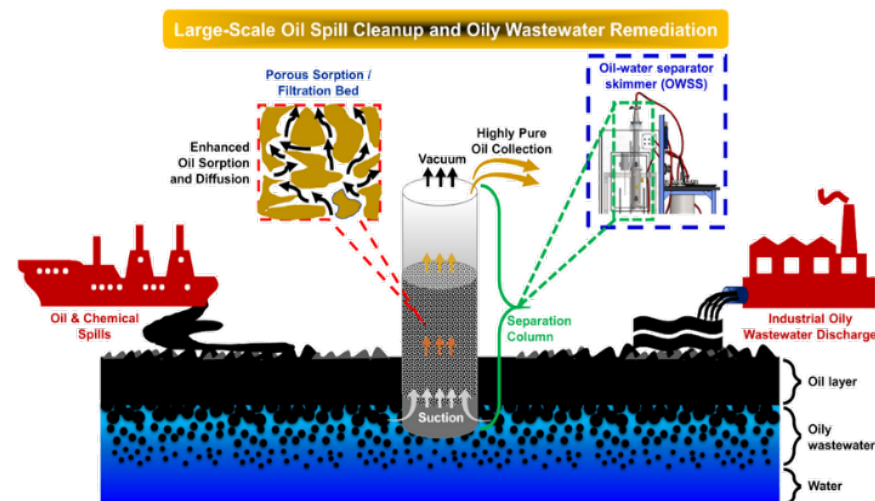 Large-Scale Oil Spill Cleanup and Oily Wastewater Remediation
Porous Sorption /
Filtration Bed
Oil-water separator
skimmer (OWSS)
Enhanced
Oil Sorption
and Diffusion
Highly Pure
Oil Collection
Vacuum
Oil & Chemical
Spills
Separation
Column
Industrial Oily
Wastewater Discharge
Suction
Oil layer
Oily
wastewater
Water